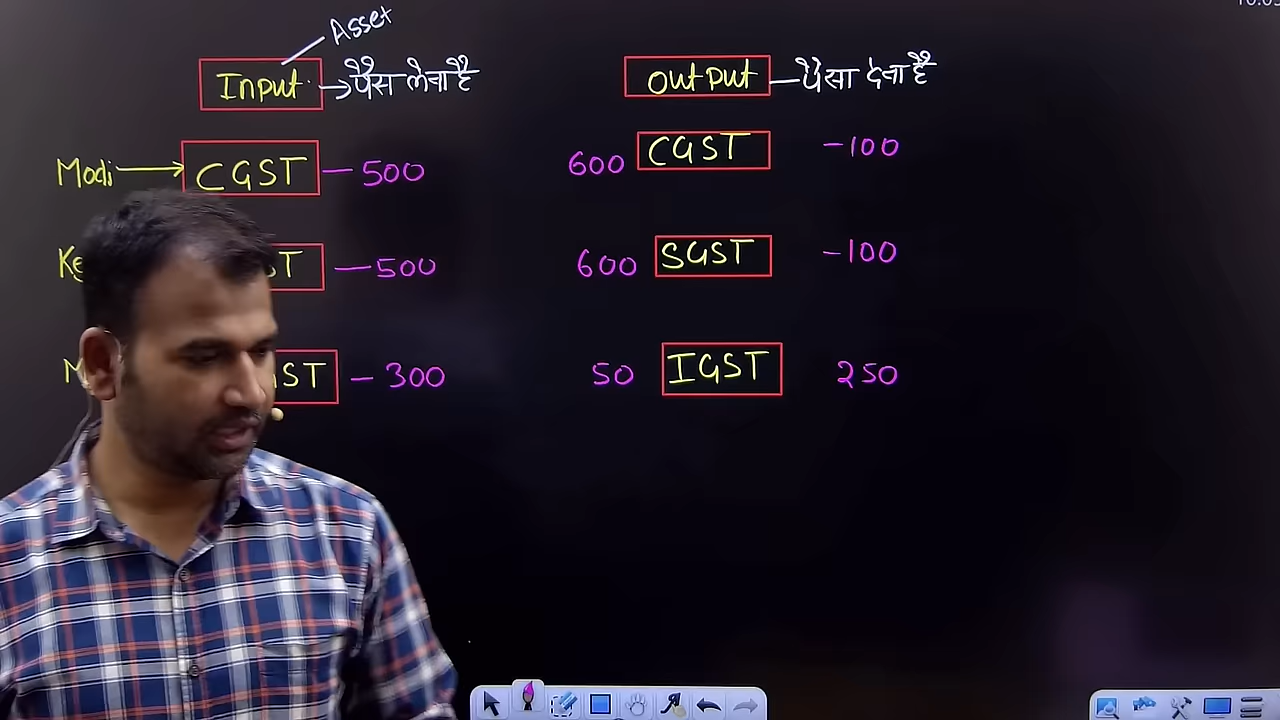 Asset
Input → पैसा लेना है
Output — पैसा देना है
Modi → CGST — 500
600 CGST -100
Ke ST — 500
600 SGST -100
M ST — 300
50 IGST 250